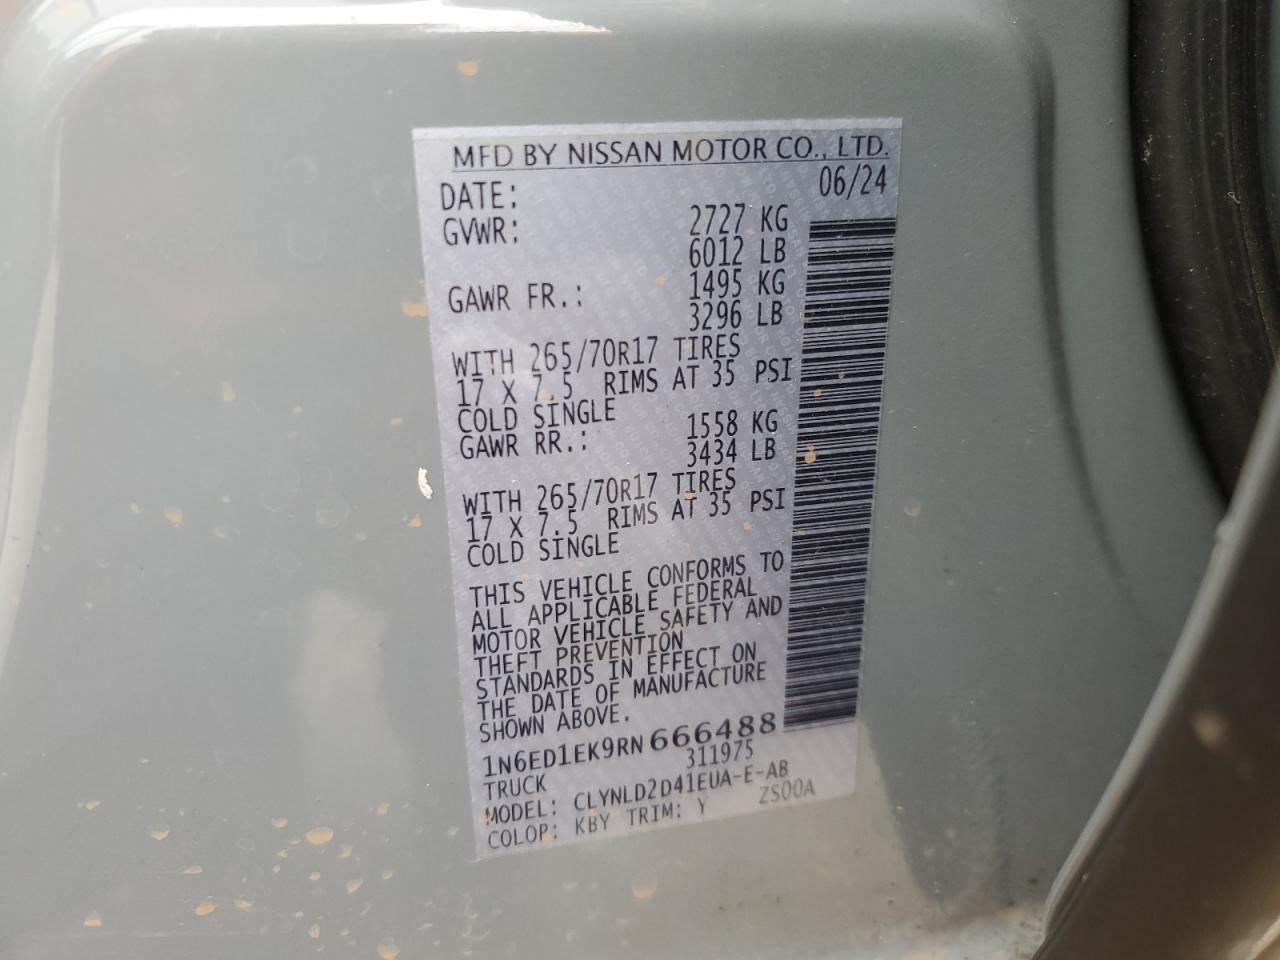 MFD BY NISSAN MOTOR CO., LTD.
DATE: 06/24
GVWR: 2727 KG
6012 LB
GAWR FR.: 1495 KG
3296 LB
WITH 265/70R17 TIRES
17 X 7.5 RIMS AT 35 PSI
COLD SINGLE
GAWR RR.: 1558 KG
3434 LB
WITH 265/70R17 TIRES
17 X 7.5 RIMS AT 35 PSI
COLD SINGLE
THIS VEHICLE CONFORMS TO
ALL APPLICABLE FEDERAL
MOTOR VEHICLE SAFETY AND
THEFT PREVENTION
STANDARDS IN EFFECT ON
THE DATE OF MANUFACTURE
SHOWN ABOVE.
1N6ED1EK9RN666488
TRUCK 311975
MODEL: CLYNLD2D41EUA-E-AB
COLOR: KBY TRIM: Y ZS00A